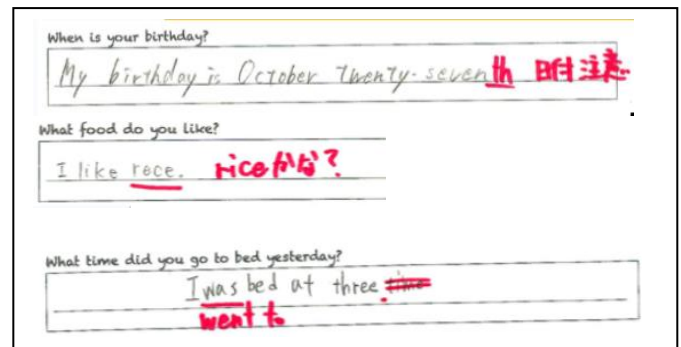 When is your birthday?
My birthday is October Twenty-seventh 日付注意.
What food do you like?
I like rece. riceかな?
What time did you go to bed yesterday?
I was bed at three time.
went to